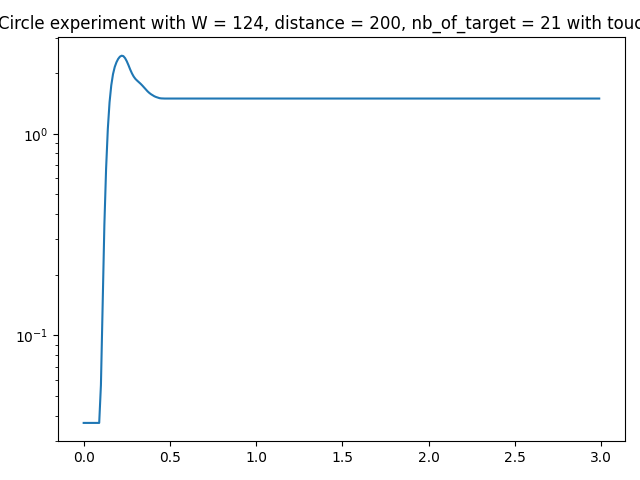 Circle experiment with W = 124, distance = 200, nb_of_target = 21 with
10⁰
10⁻¹
0.0 0.5 1.0 1.5 2.0 2.5 3.0